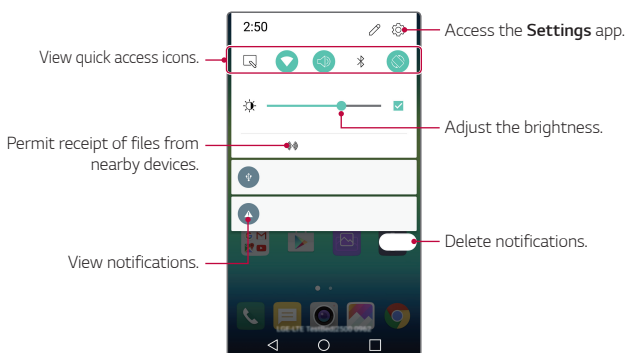 2:50
Access the Settings app.
View quick access icons.
Adjust the brightness.
Permit receipt of files from
nearby devices.
Delete notifications.
View notifications.